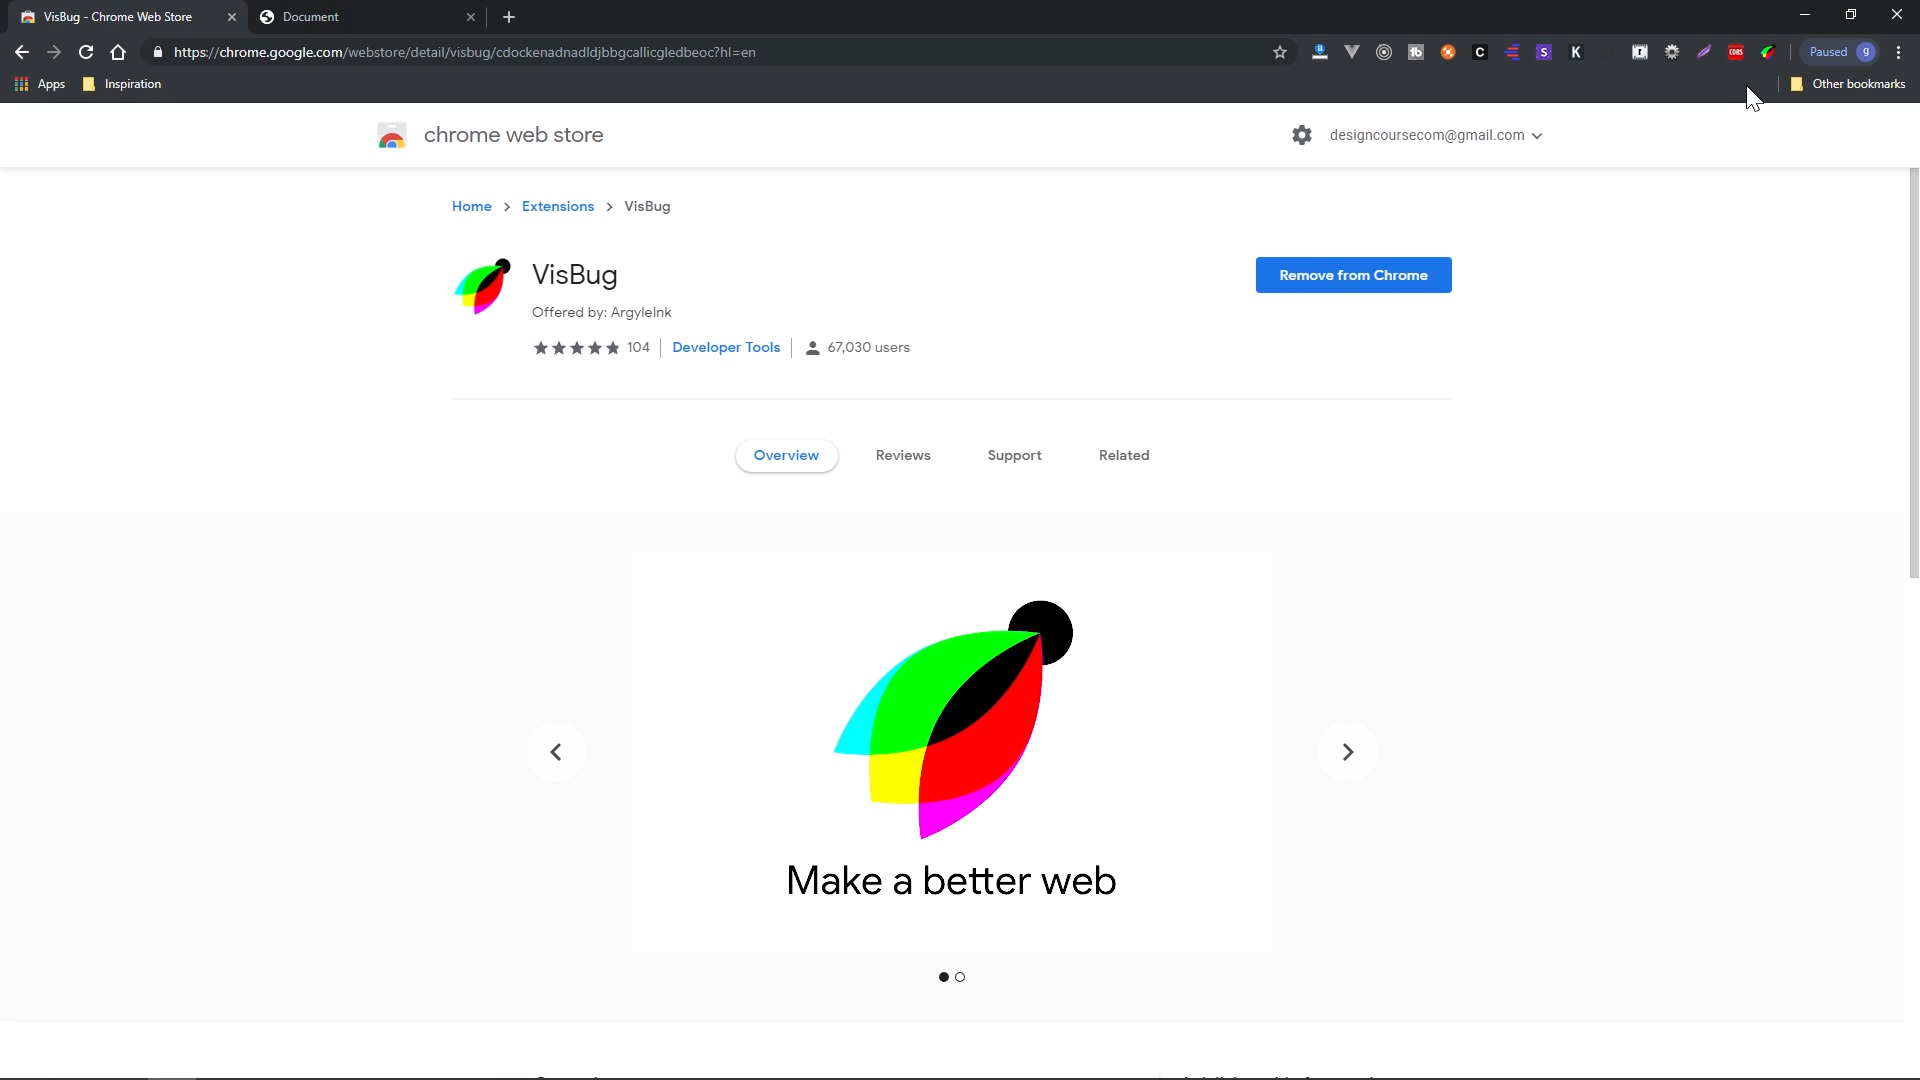 VisBug - Chrome Web Store
Document
https://chrome.google.com/webstore/detail/visbug/cdockenadnadldjbbgcallicgledbeoc?hl=en
Paused g
Apps
Inspiration
Other bookmarks
chrome web store
designcoursecom@gmail.com
Home > Extensions > VisBug
VisBug
Remove from Chrome
Offered by: ArgyleInk
104
Developer Tools
67,030 users
Overview
Reviews
Support
Related
Make a better web